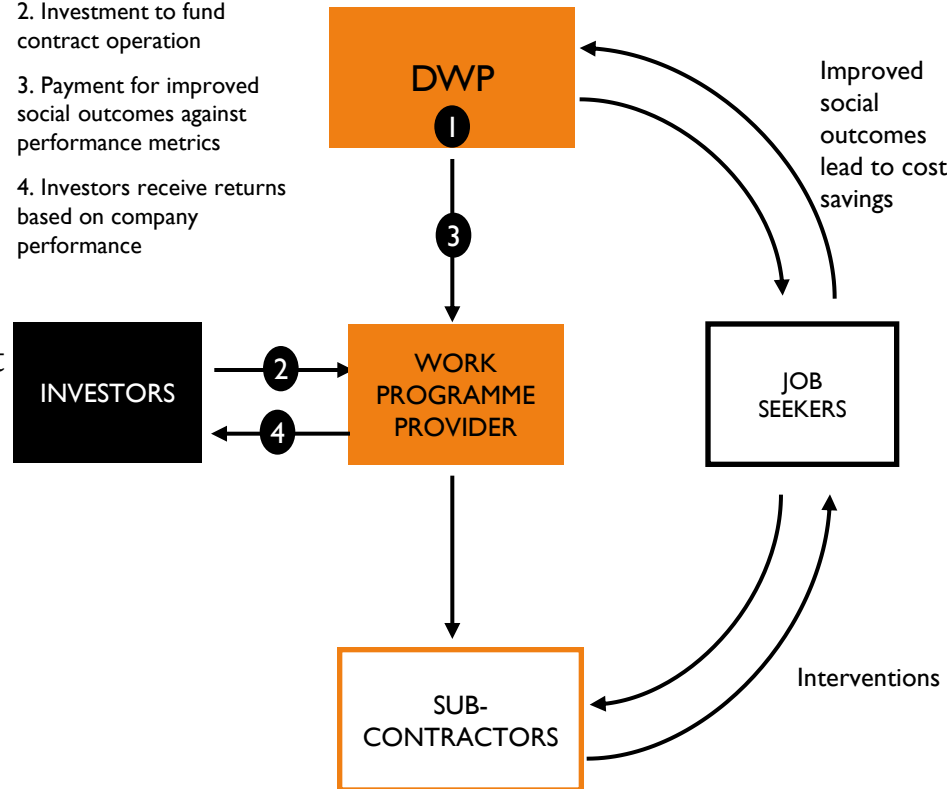 2. Investment to fund
contract operation
3. Payment for improved
social outcomes against
performance metrics
4. Investors receive returns
based on company
performance
DWP
1
Improved
social
outcomes
lead to cost
savings
3
INVESTORS
2
4
WORK
PROGRAMME
PROVIDER
JOB
SEEKERS
SUB-
CONTRACTORS
Interventions